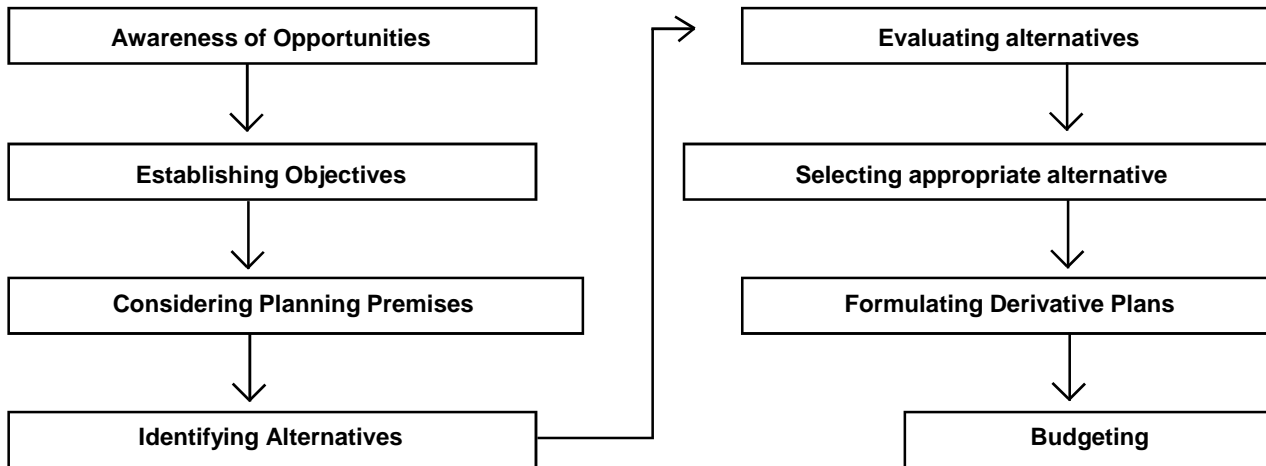 Awareness of Opportunities
Establishing Objectives
Considering Planning Premises
Identifying Alternatives
Evaluating alternatives
Selecting appropriate alternative
Formulating Derivative Plans
Budgeting